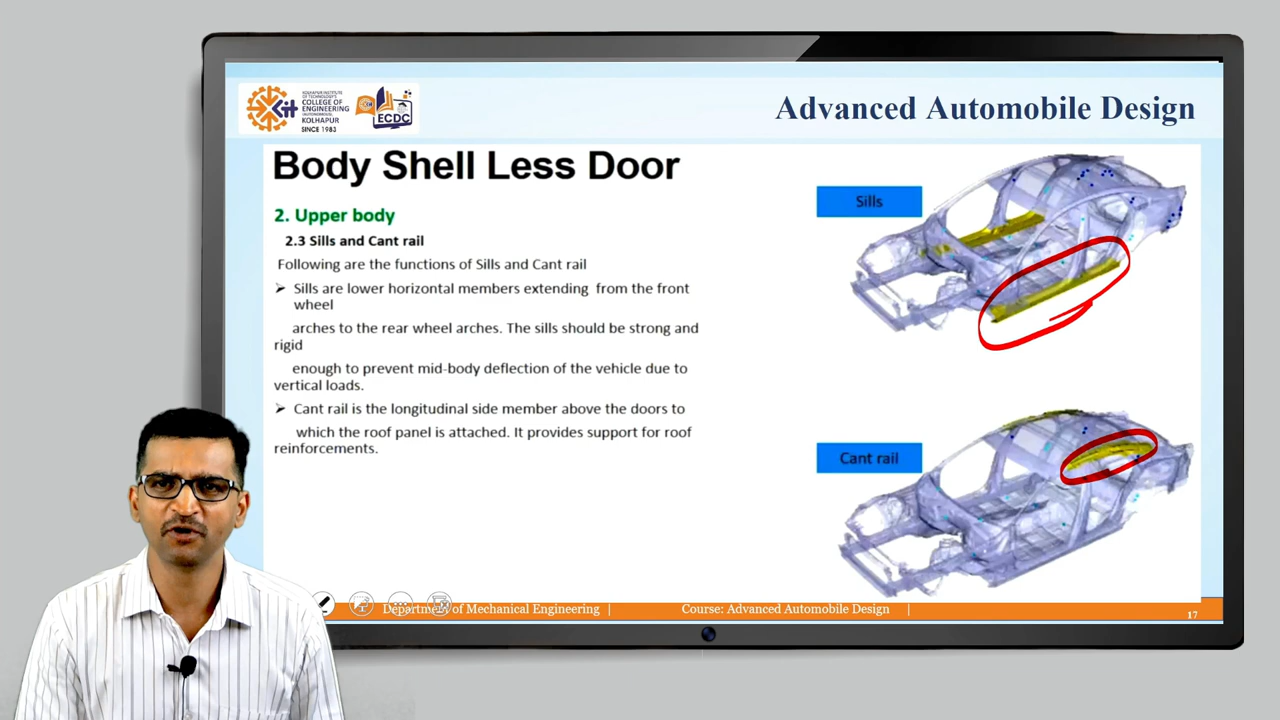 KOLHAPUR INSTITUTE
OF TECHNOLOGY'S
COLLEGE OF
ENGINEERING
(AUTONOMOUS)
KOLHAPUR
SINCE 1983
ECDC
Advanced Automobile Design
Body Shell Less Door
2. Upper body
2.3 Sills and Cant rail
Following are the functions of Sills and Cant rail
➢ Sills are lower horizontal members extending from the front
wheel
arches to the rear wheel arches. The sills should be strong and
rigid
enough to prevent mid-body deflection of the vehicle due to
vertical loads.
➢ Cant rail is the longitudinal side member above the doors to
which the roof panel is attached. It provides support for roof
reinforcements.
Sills
Cant rail
Department of Mechanical Engineering |
Course: Advanced Automobile Design |
17